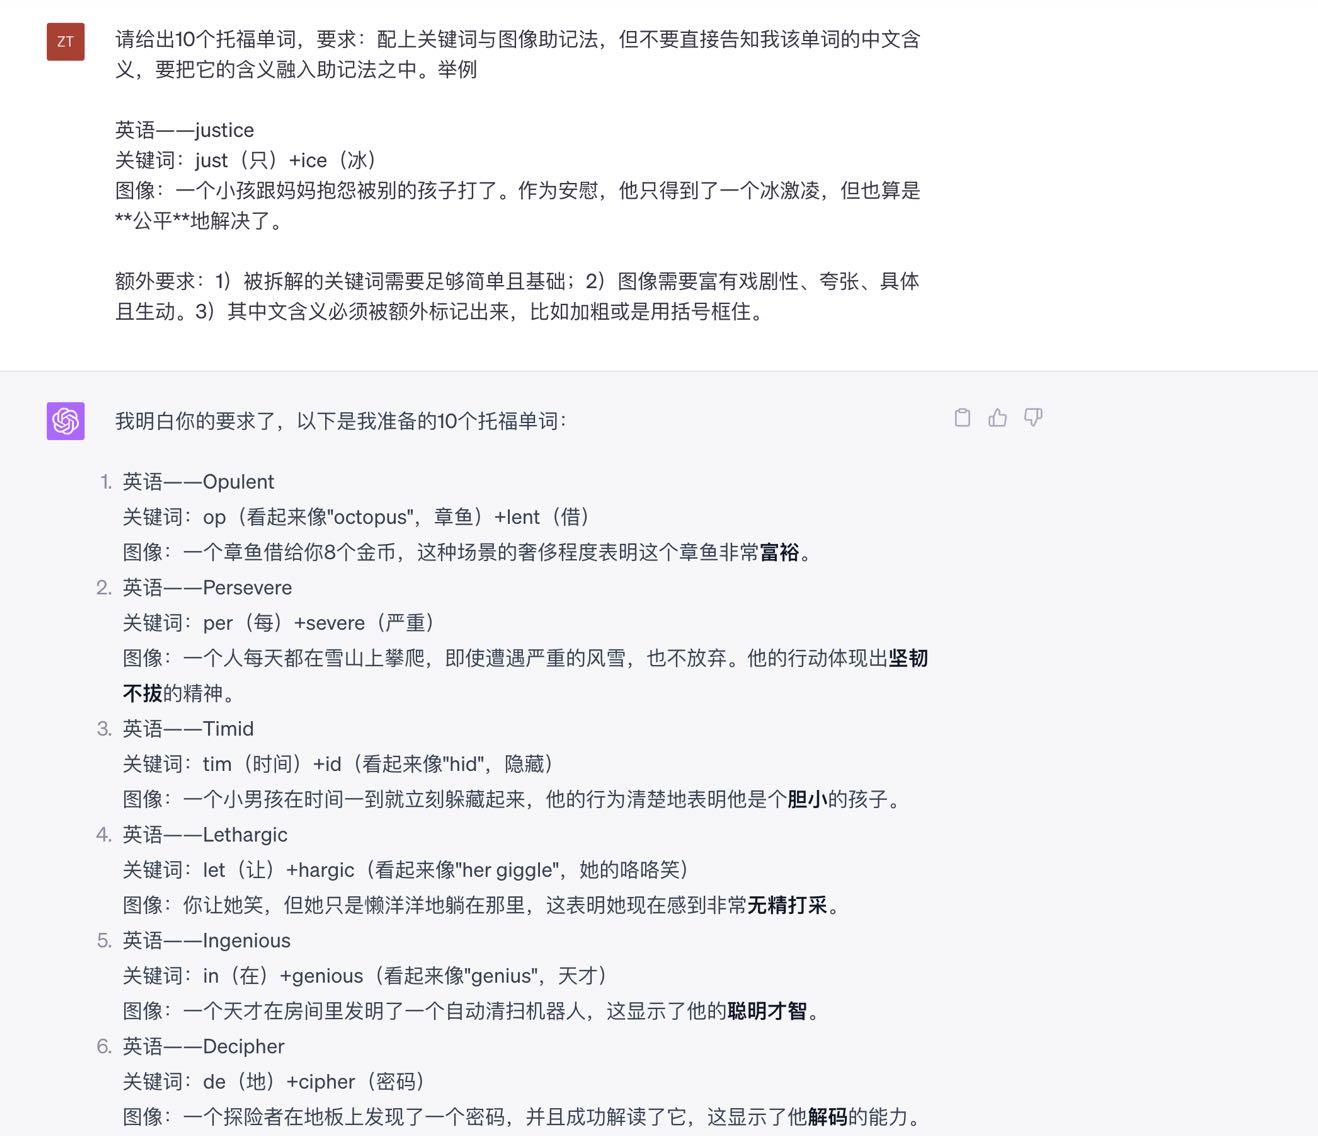 ZT
请给出10个托福单词，要求：配上关键词与图像助记法，但不要直接告知我该单词的中文含
义，要把它的含义融入助记法之中。举例
英语——justice
关键词：just（只）+ice（冰）
图像：一个小孩跟妈妈抱怨被别的孩子打了。作为安慰，他只得到了一个冰激凌，但也算是
**公平**地解决了。
额外要求：1）被拆解的关键词需要足够简单且基础；2）图像需要富有戏剧性、夸张、具体
且生动。3）其中文含义必须被额外标记出来，比如加粗或是用括号框住。
我明白你的要求了，以下是我准备的10个托福单词：
1. 英语——Opulent
关键词：op（看起来像"octopus"，章鱼）+lent（借）
图像：一个章鱼借给你8个金币，这种场景的奢侈程度表明这个章鱼非常富裕。
2. 英语——Persevere
关键词：per（每）+severe（严重）
图像：一个人每天都在雪山上攀爬，即使遭遇严重的风雪，也不放弃。他的行动体现出坚韧
不拔的精神。
3. 英语——Timid
关键词：tim（时间）+id（看起来像"hid"，隐藏）
图像：一个小男孩在时间一到就立刻躲藏起来，他的行为清楚地表明他是个胆小的孩子。
4. 英语——Lethargic
关键词：let（让）+hargic（看起来像"her giggle"，她的咯咯笑）
图像：你让她笑，但她只是懒洋洋地躺在那里，这表明她现在感到非常无精打采。
5. 英语——Ingenious
关键词：in（在）+genious（看起来像"genius"，天才）
图像：一个天才在房间里发明了一个自动清扫机器人，这显示了他的聪明才智。
6. 英语——Decipher
关键词：de（地）+cipher（密码）
图像：一个探险者在地板上发现了一个密码，并且成功解读了它，这显示了他解码的能力。